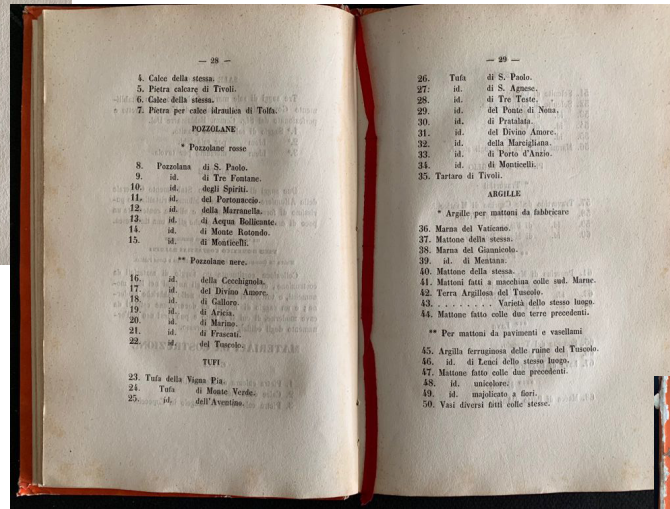 — 28 —
4. Calce della stessa.
5. Pietra calcare di Tivoli.
6. Calce della stessa.
7. Pietra per calce idraulica di Tolfa.
POZZOLANE
* Pozzolane rosse
8. Pozzolana di S. Paolo.
9. id. di Tre Fontane.
10. id. degli Spiriti.
11. id. del Portonaccio.
12. id. della Marranella.
13. id. di Acqua Bollicante.
14. id. di Monte Rotondo.
15. id. di Monticelli.
** Pozzolane nere.
16. id. della Cecchignola.
17. id. del Divino Amore.
18. id. di Galloro.
19. id. di Aricia.
20. id. di Marino.
21. id. di Frascati.
22. id. del Tuscolo.
TUFI
23. Tufa della Vigna Pia.
24. Tufa di Monte Verde.
25. id. dell'Aventino.
— 29 —
26. Tufa di S. Paolo.
27. id. di S. Agnese.
28. id. di Tre Teste.
29. id. del Ponte di Nona.
30. id. di Pratalata.
31. id. del Divino Amore.
32. id. della Marcigliana.
33. id. di Porto d'Anzio.
34. id. di Monticelli.
35. Tartaro di Tivoli.
ARGILLE
* Argille per mattoni da fabbricare
36. Marna del Vaticano.
37. Mattone della stessa.
38. Marna del Giannicolo.
39. id. di Mentana.
40. Mattone della stessa.
41. Mattoni fatti a macchina colle sud. Marne.
42. Terra Argillosa del Tuscolo.
43. . . . . . . . . . Varietà dello stesso luogo.
44. Mattone fatto colle due terre precedenti.
** Per mattoni da pavimenti e vasellami
45. Argilla ferruginosa delle ruine del Tuscolo.
46. id. di Lenci dello stesso luogo.
47. Mattone fatto colle due precedenti.
48. id. unicolore.
49. id. majolicato a fiori.
50. Vasi diversi fatti colle stesse.